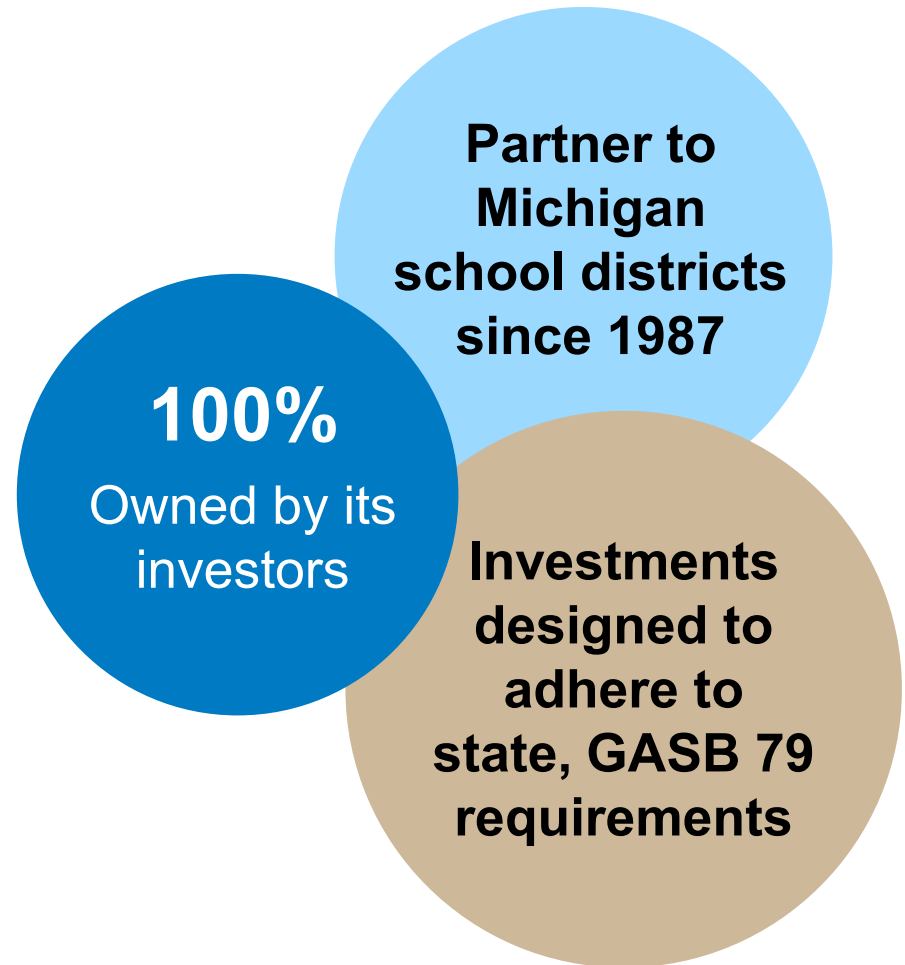 Partner to
Michigan
school districts
since 1987
100%
Owned by its
investors
Investments
designed to
adhere to
state, GASB 79
requirements